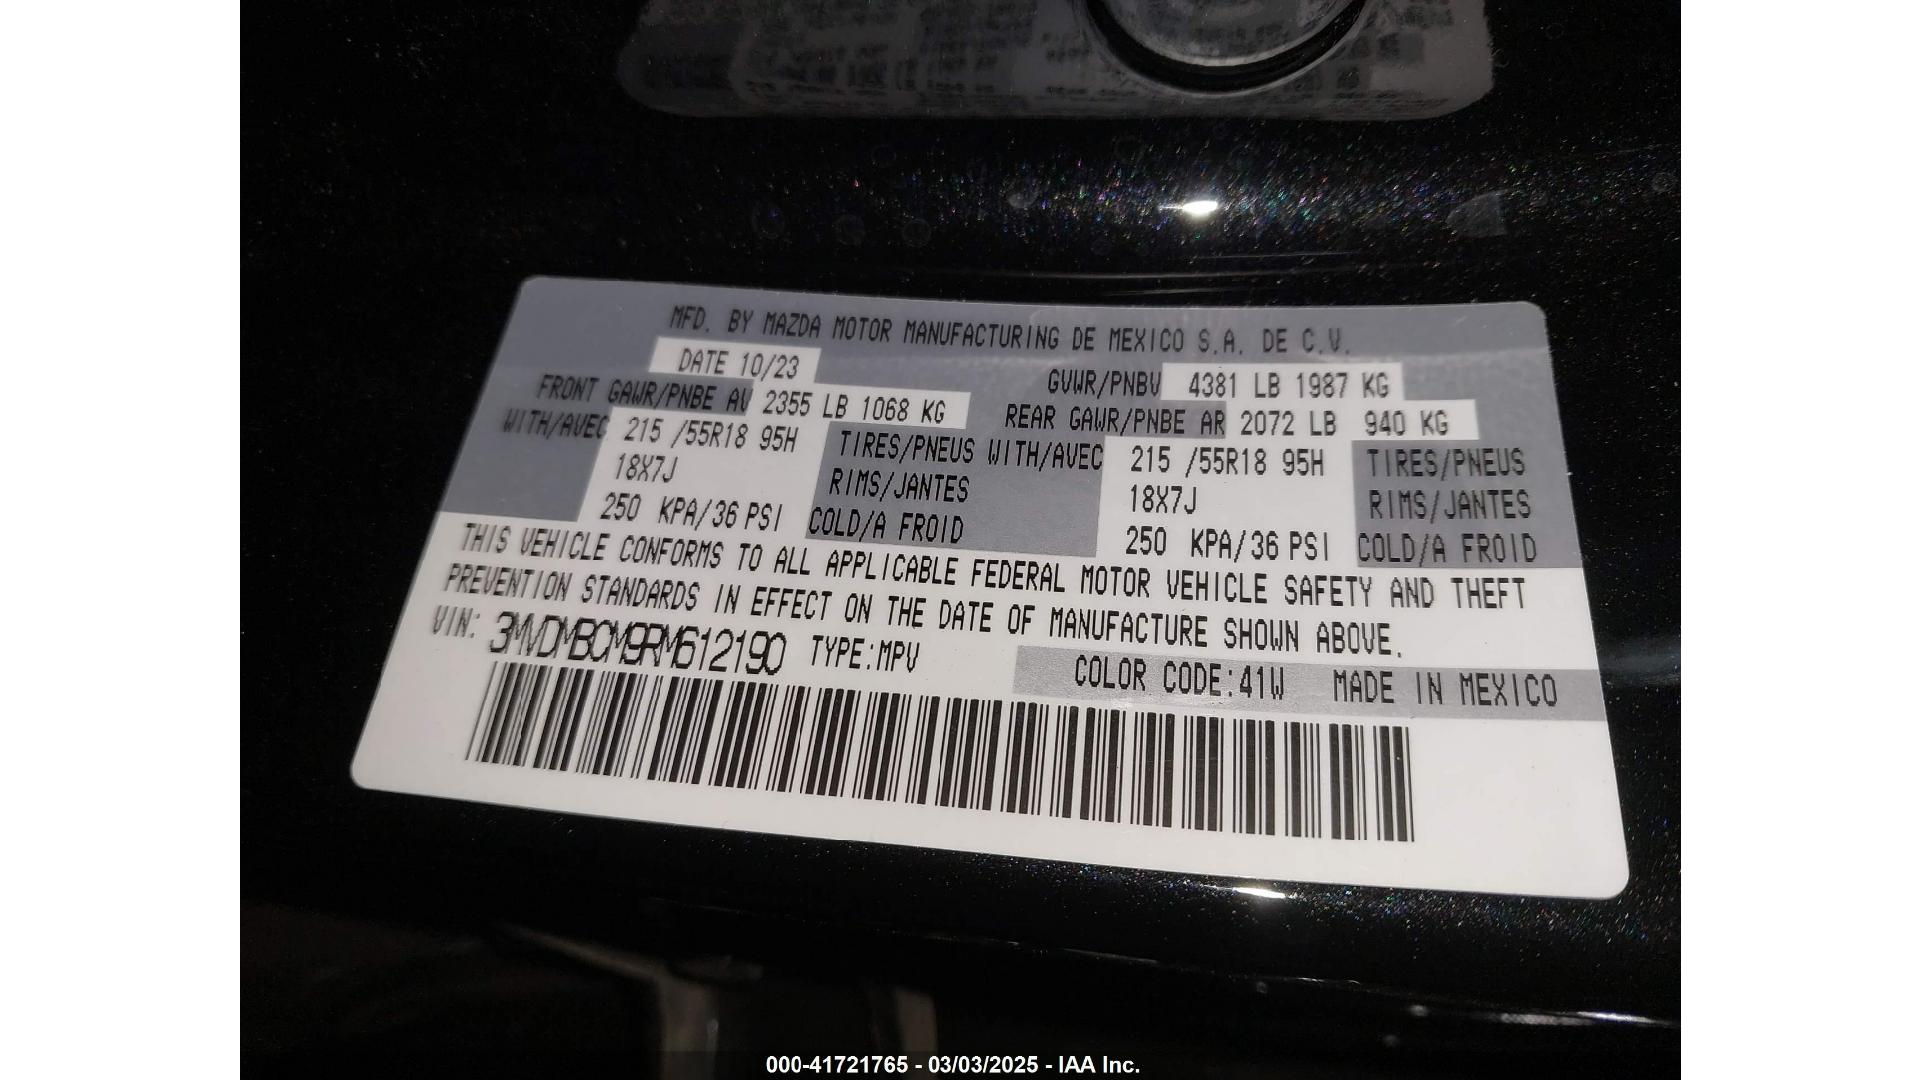 MFD. BY MAZDA MOTOR MANUFACTURING DE MEXICO S.A. DE C.V.
DATE 10/23 GVWR/PNBV 4381 LB 1987 KG
FRONT GAWR/PNBE AV 2355 LB 1068 KG REAR GAWR/PNBE AR 2072 LB 940 KG
WITH/AVEC 215 /55R18 95H TIRES/PNEUS WITH/AVEC 215 /55R18 95H TIRES/PNEUS
18X7J RIMS/JANTES 18X7J RIMS/JANTES
250 KPA/36 PSI COLD/A FROID 250 KPA/36 PSI COLD/A FROID
THIS VEHICLE CONFORMS TO ALL APPLICABLE FEDERAL MOTOR VEHICLE SAFETY AND THEFT
PREVENTION STANDARDS IN EFFECT ON THE DATE OF MANUFACTURE SHOWN ABOVE.
VIN: 3MVDMBCM9RM612190 TYPE:MPV COLOR CODE:41W MADE IN MEXICO
000-41721765 - 03/03/2025 - IAA Inc.